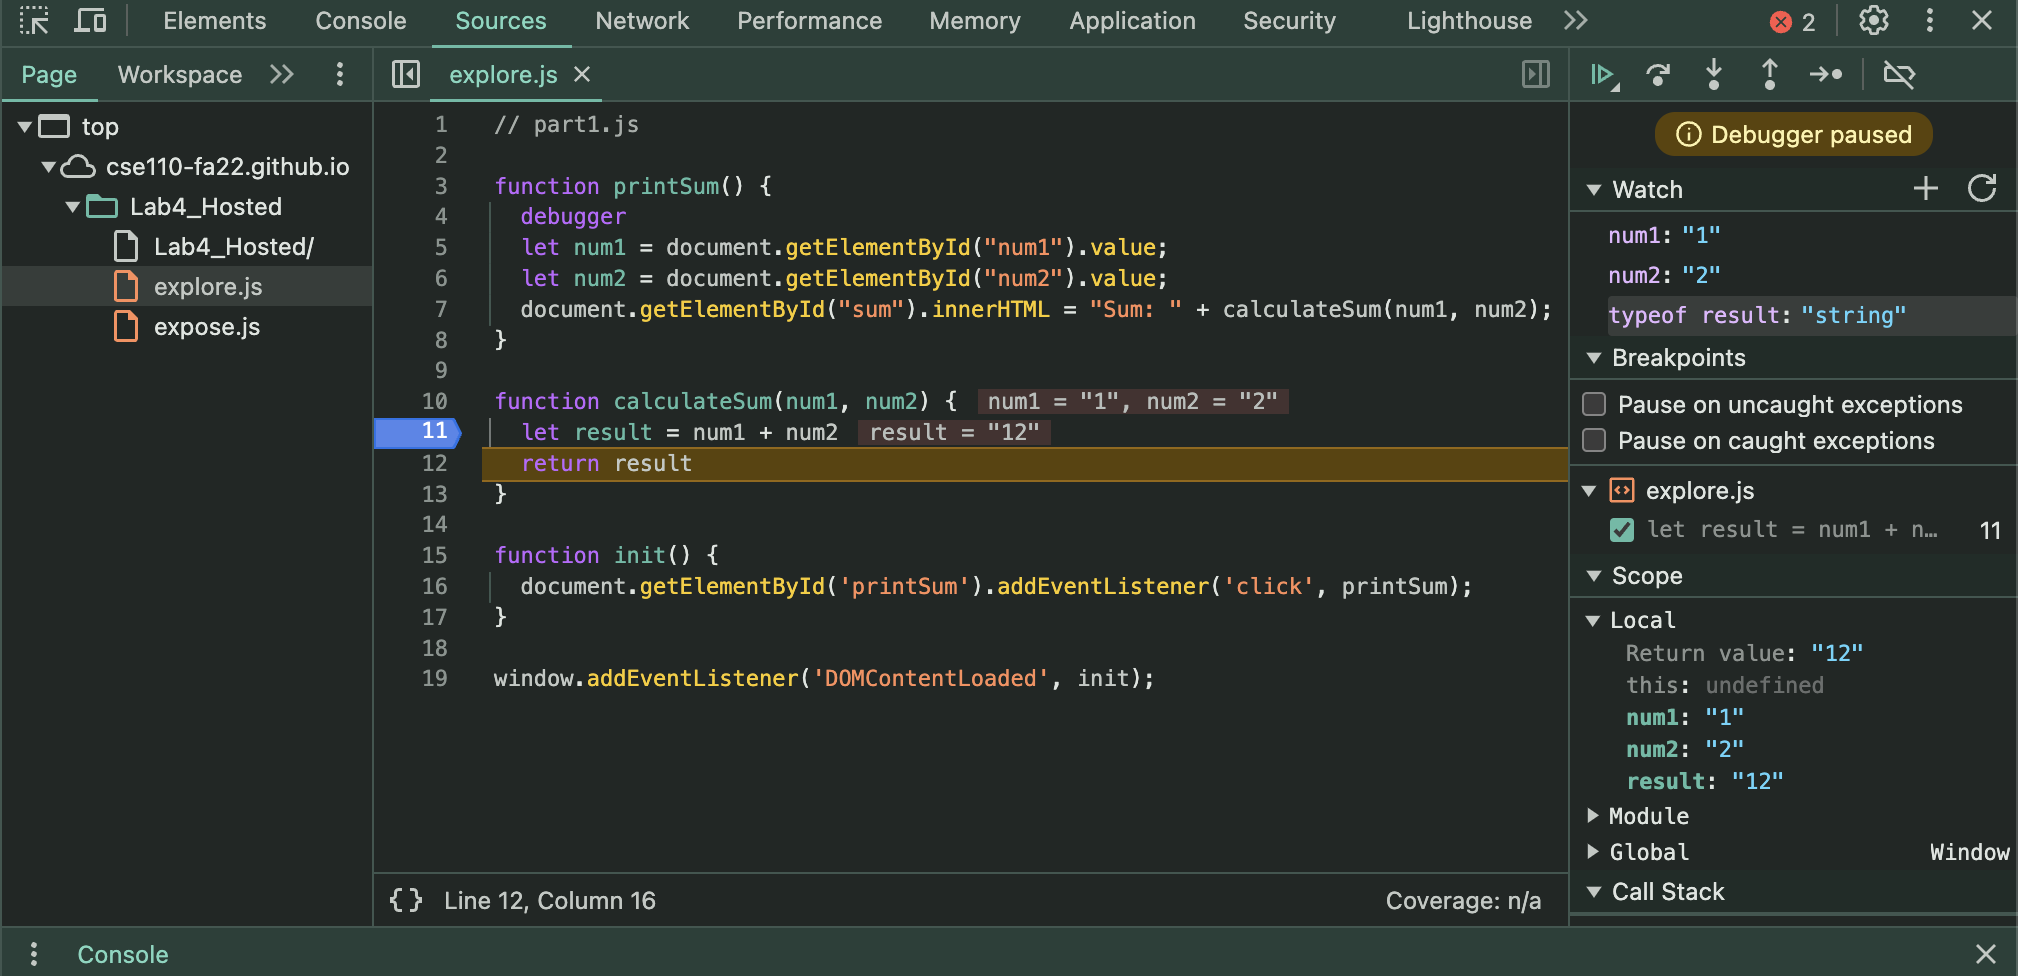 Elements Console Sources Network Performance Memory Application Security Lighthouse 2
Page Workspace
top
cse110-fa22.github.io
Lab4_Hosted
Lab4_Hosted/
explore.js
expose.js
explore.js
1 // part1.js
2
3 function printSum() {
4 debugger
5 let num1 = document.getElementById("num1").value;
6 let num2 = document.getElementById("num2").value;
7 document.getElementById("sum").innerHTML = "Sum: " + calculateSum(num1, num2);
8 }
9
10 function calculateSum(num1, num2) { num1 = "1", num2 = "2"
11 let result = num1 + num2 result = "12"
12 return result
13 }
14
15 function init() {
16 document.getElementById('printSum').addEventListener('click', printSum);
17 }
18
19 window.addEventListener('DOMContentLoaded', init);
{} Line 12, Column 16 Coverage: n/a
Debugger paused
Watch
num1: "1"
num2: "2"
typeof result: "string"
Breakpoints
Pause on uncaught exceptions
Pause on caught exceptions
explore.js
let result = num1 + n… 11
Scope
Local
Return value: "12"
this: undefined
num1: "1"
num2: "2"
result: "12"
Module
Global Window
Call Stack
Console